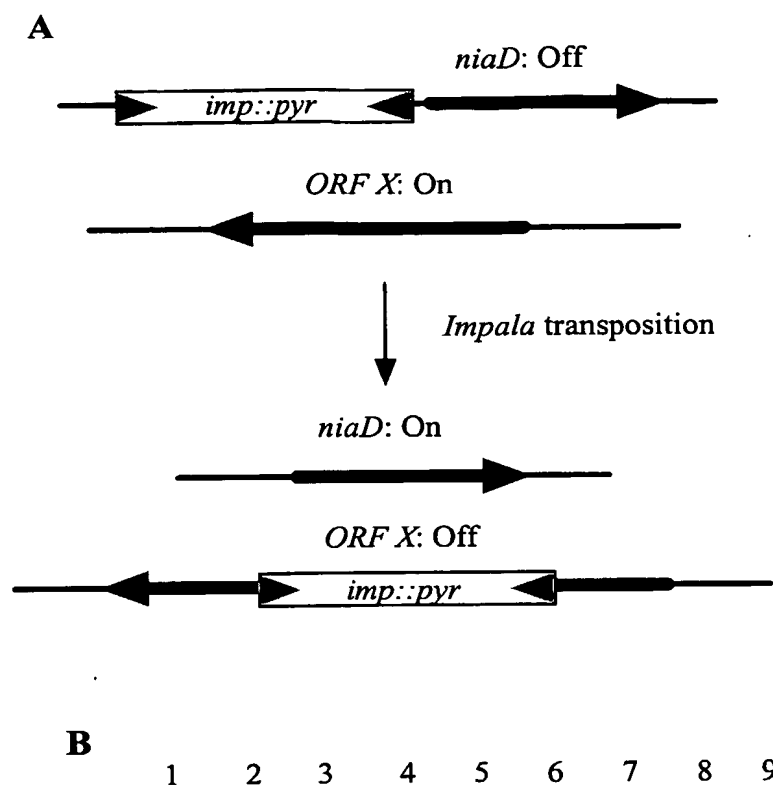 A
niaD: Off
imp::pyr
ORF X: On
Impala transposition
niaD: On
ORF X: Off
imp::pyr
B
1 2 3 4 5 6 7 8 9